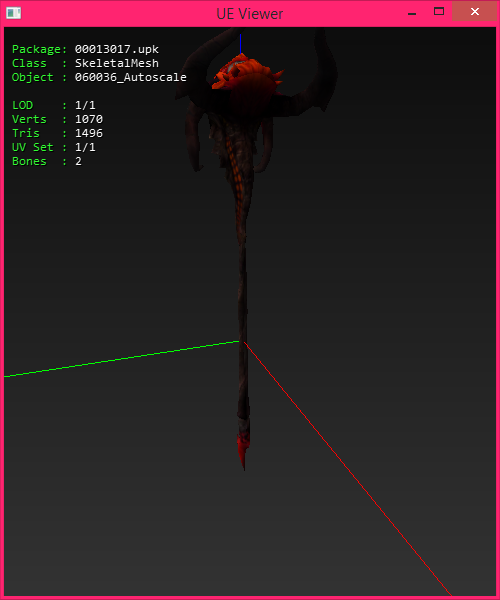 UE Viewer
Package: 00013017.upk
Class  : SkeletalMesh
Object : 060036_Autoscale
LOD    : 1/1
Verts  : 1070
Tris   : 1496
UV Set : 1/1
Bones  : 2